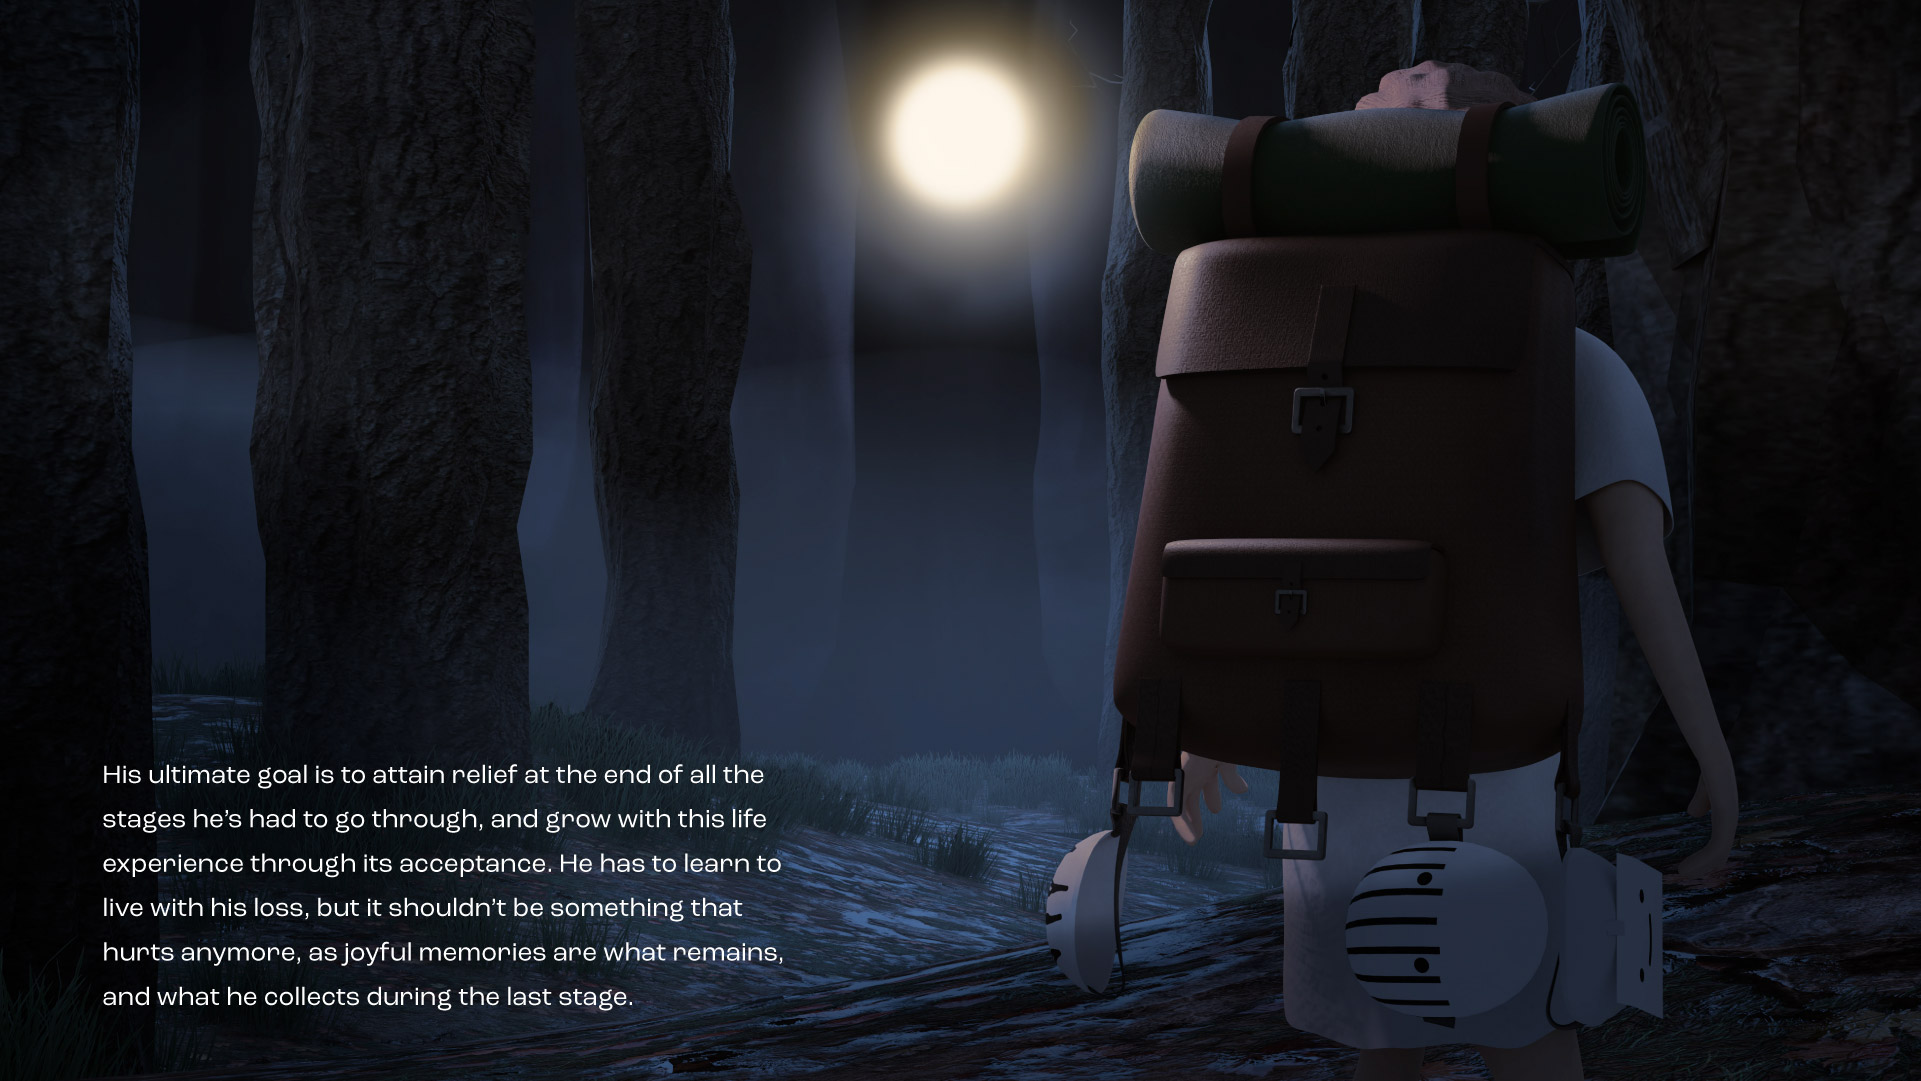 His ultimate goal is to attain relief at the end of all the
stages he’s had to go through, and grow with this life
experience through its acceptance. He has to learn to
live with his loss, but it shouldn’t be something that
hurts anymore, as joyful memories are what remains,
and what he collects during the last stage.